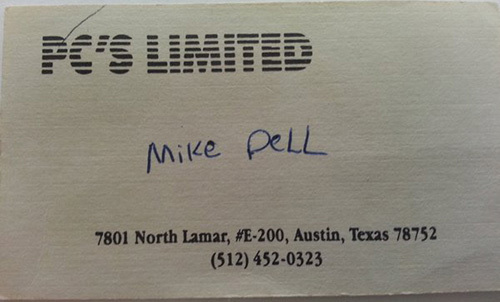 PC'S LIMITED
Mike Dell
7801 North Lamar, #E-200, Austin, Texas 78752
(512) 452-0323